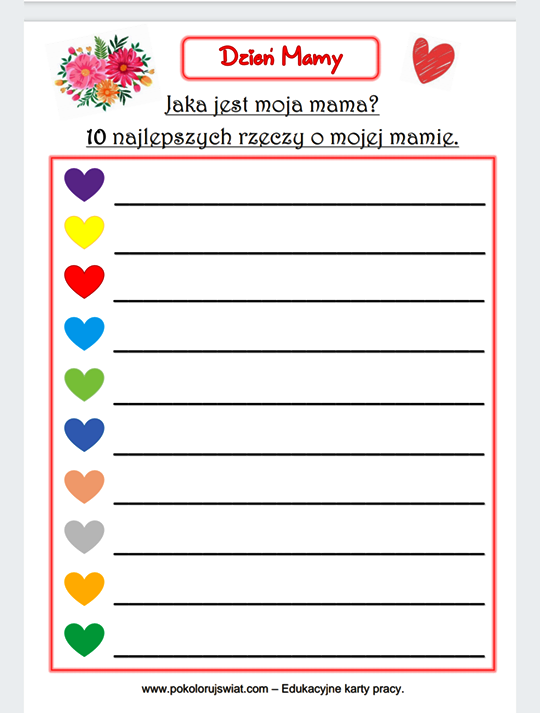 Dzień Mamy
Jaka jest moja mama?
10 najlepszych rzeczy o mojej mamie.
www.pokolorujswiat.com – Edukacyjne karty pracy.